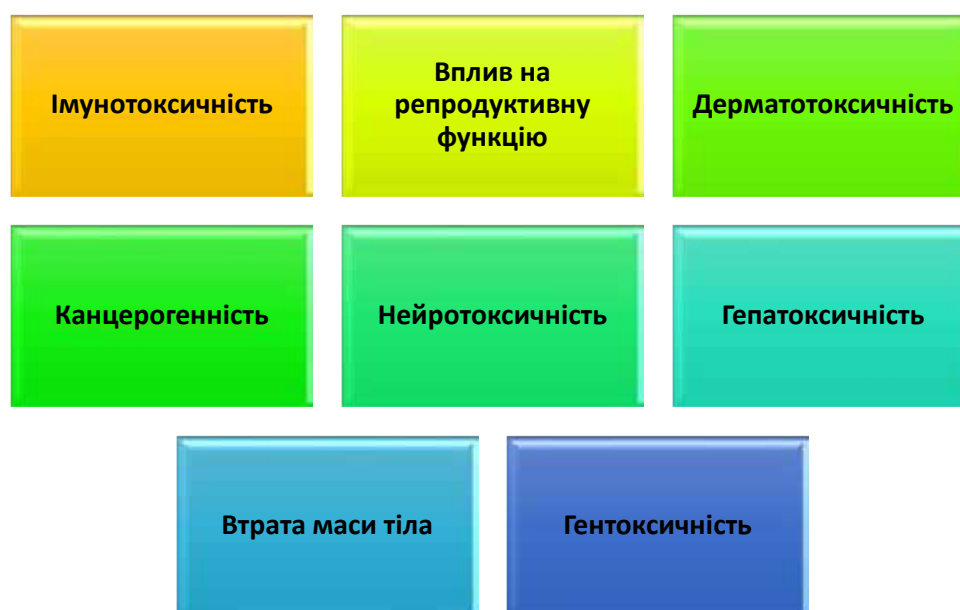 Імунотоксичність
Вплив на
репродуктивну
функцію
Дерматотоксичність
Канцерогенність
Нейротоксичність
Гепатоксичність
Втрата маси тіла
Гентоксичність